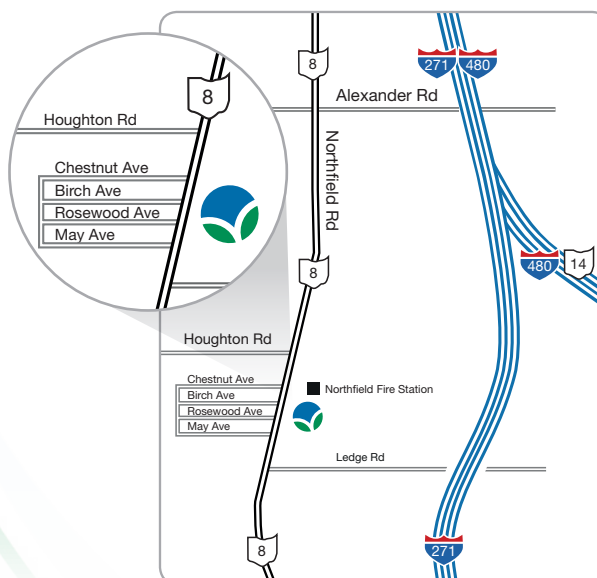 8
271
480
8
Alexander Rd
Houghton Rd
Northfield Rd
Chestnut Ave
Birch Ave
Rosewood Ave
May Ave
480
14
8
Houghton Rd
Chestnut Ave
Birch Ave
Rosewood Ave
May Ave
Northfield Fire Station
Ledge Rd
8
271